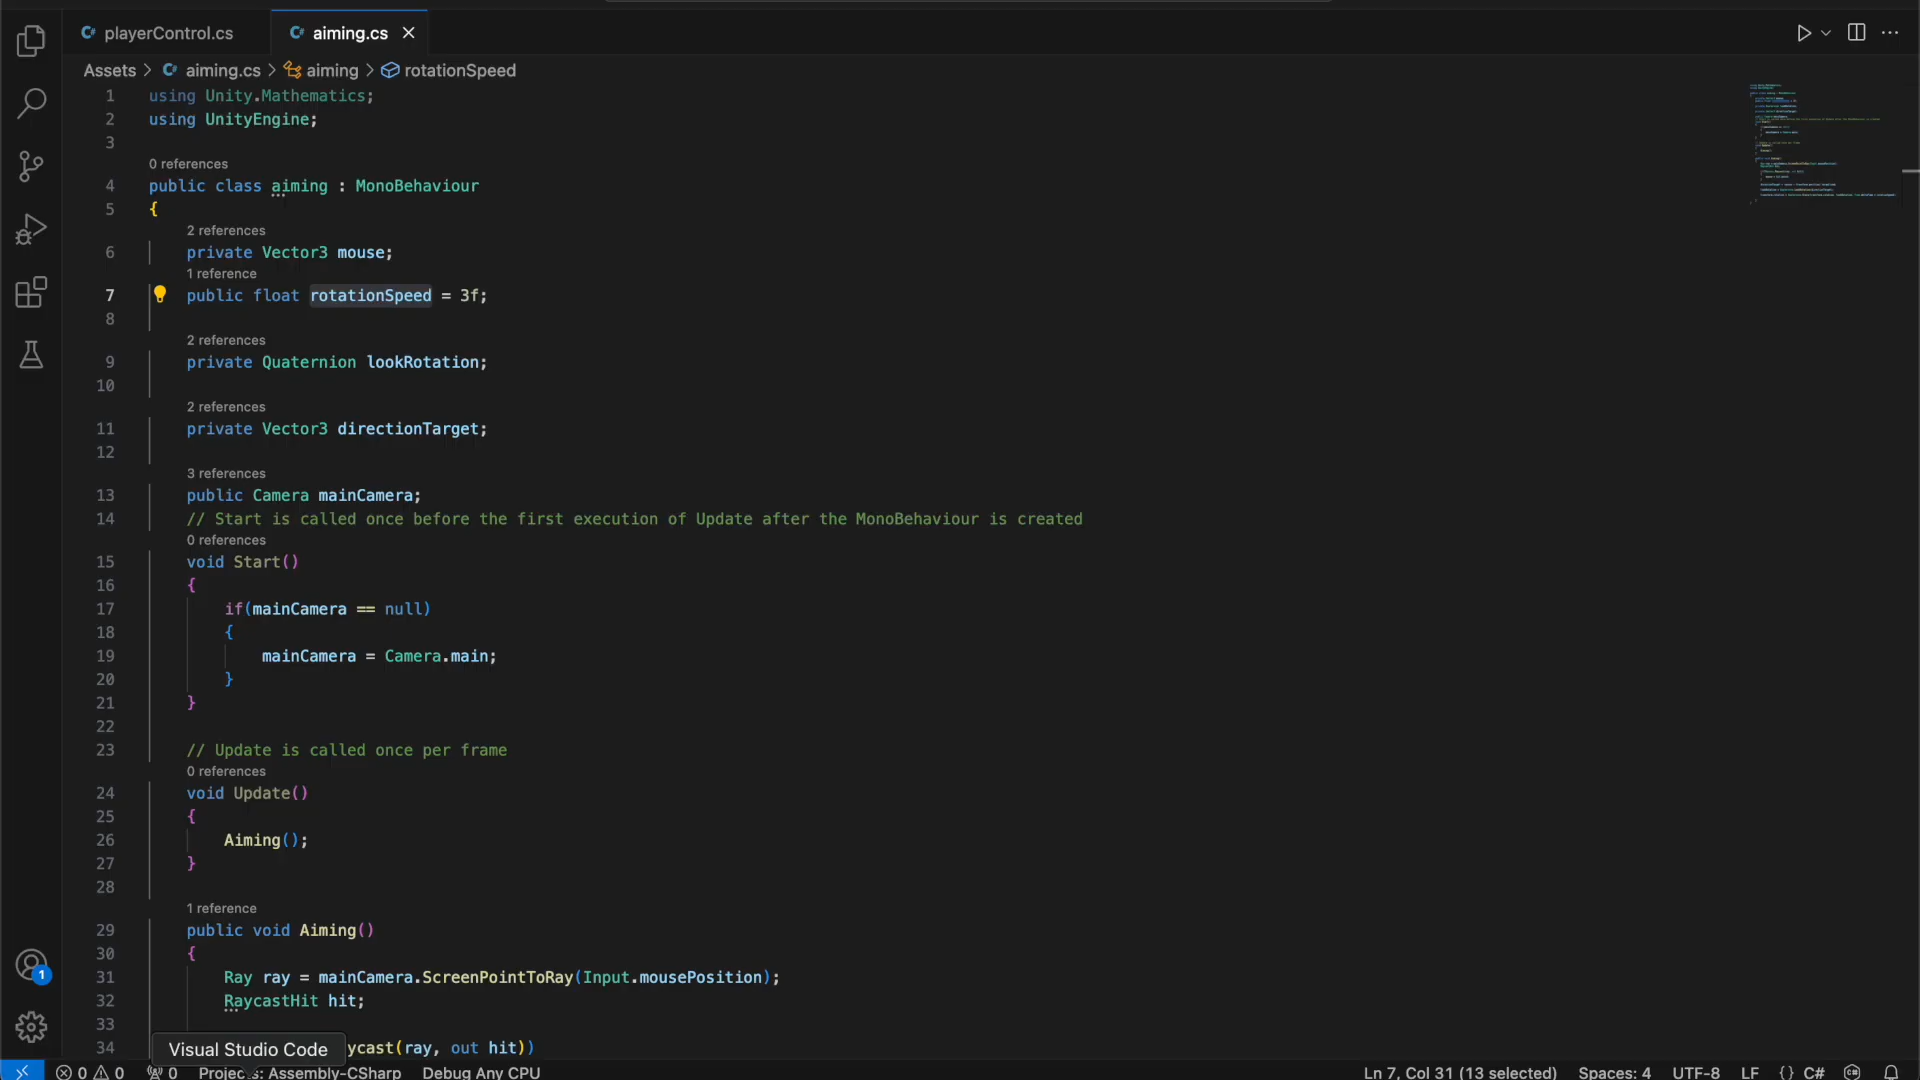 playerControl.cs
aiming.cs
Assets > aiming.cs > aiming > rotationSpeed
1 using Unity.Mathematics;
2 using UnityEngine;
3
0 references
4 public class aiming : MonoBehaviour
5 {
2 references
6 private Vector3 mouse;
1 reference
7 public float rotationSpeed = 3f;
8
2 references
9 private Quaternion lookRotation;
10
2 references
11 private Vector3 directionTarget;
12
3 references
13 public Camera mainCamera;
14 // Start is called once before the first execution of Update after the MonoBehaviour is created
0 references
15 void Start()
16 {
17 if(mainCamera == null)
18 {
19 mainCamera = Camera.main;
20 }
21 }
22
23 // Update is called once per frame
0 references
24 void Update()
25 {
26 Aiming();
27 }
28
1 reference
29 public void Aiming()
30 {
31 Ray ray = mainCamera.ScreenPointToRay(Input.mousePosition);
32 RaycastHit hit;
33
34 ycast(ray, out hit))
Visual Studio Code
1
0 0 0 Projects: Assembly-CSharp Debug Any CPU Ln 7, Col 31 (13 selected) Spaces: 4 UTF-8 LF {} C#